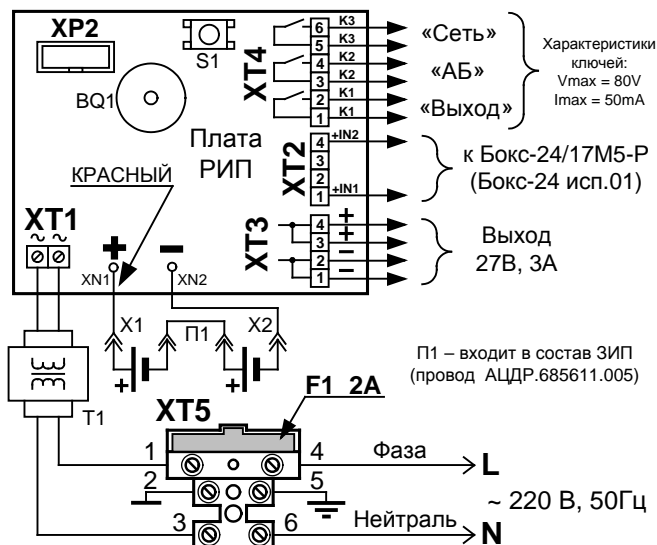 XP2
S1
BQ1
XT4
6
5
4
3
2
1
K3
K3
K2
K2
K1
K1
«Сеть»
«АБ»
«Выход»
Характеристики
ключей:
Vmax = 80V
Imax = 50mA
Плата
РИП
XT2
4
3
2
1
+IN2
+IN1
к Бокс-24/17М5-Р
(Бокс-24 исп.01)
КРАСНЫЙ
XT1
~ ~
+
–
XN1
XN2
XT3
4
3
2
1
+
+
–
–
Выход
27В, 3А
X1
П1
X2
+
+
П1 – входит в состав ЗИП
(провод АЦДР.685611.005)
T1
XT5
F1 2A
1
4
Фаза
L
2
5
~ 220 В, 50Гц
3
6
Нейтраль
N